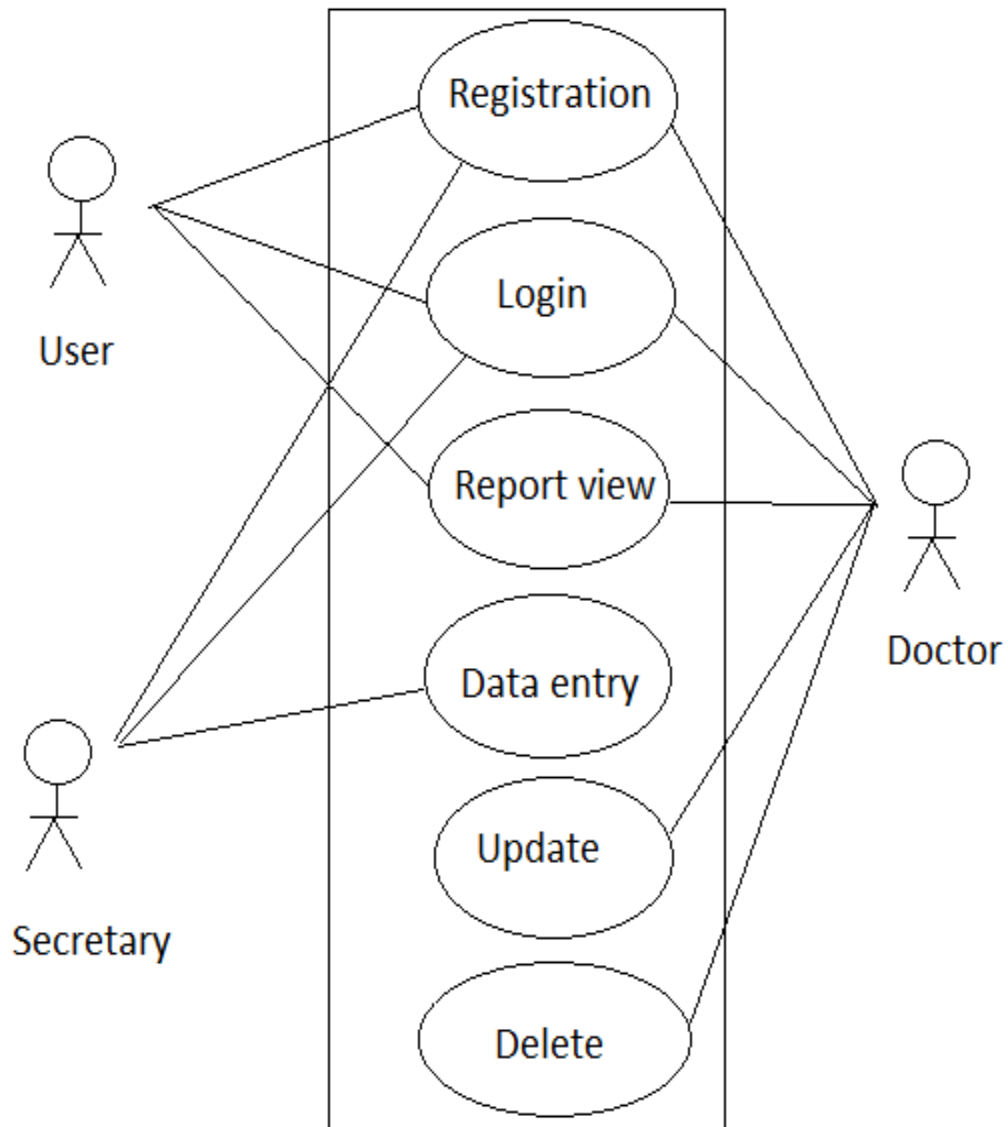 Registration
Login
User
Report view
Doctor
Data entry
Update
Secretary
Delete